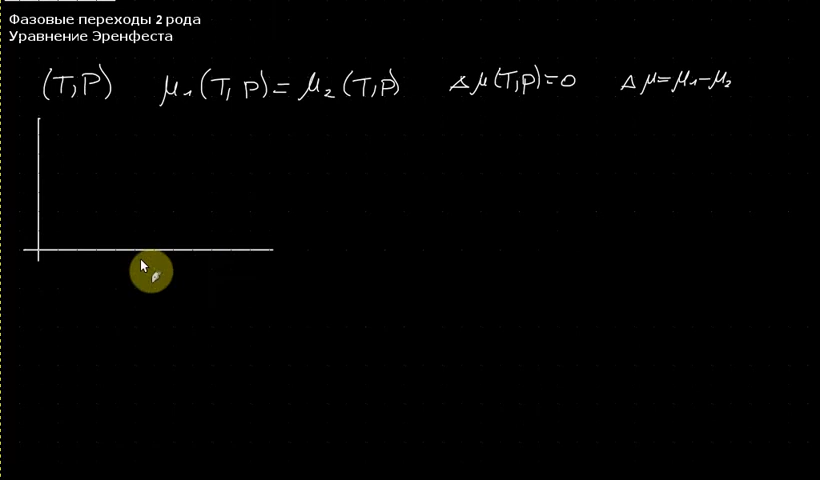 Фазовые переходы 2 рода
Уравнение Эренфеста
(T,P) μ₁(T,P)=μ₂(T,P) Δμ(T,P)=0 Δμ=μ₁-μ₂